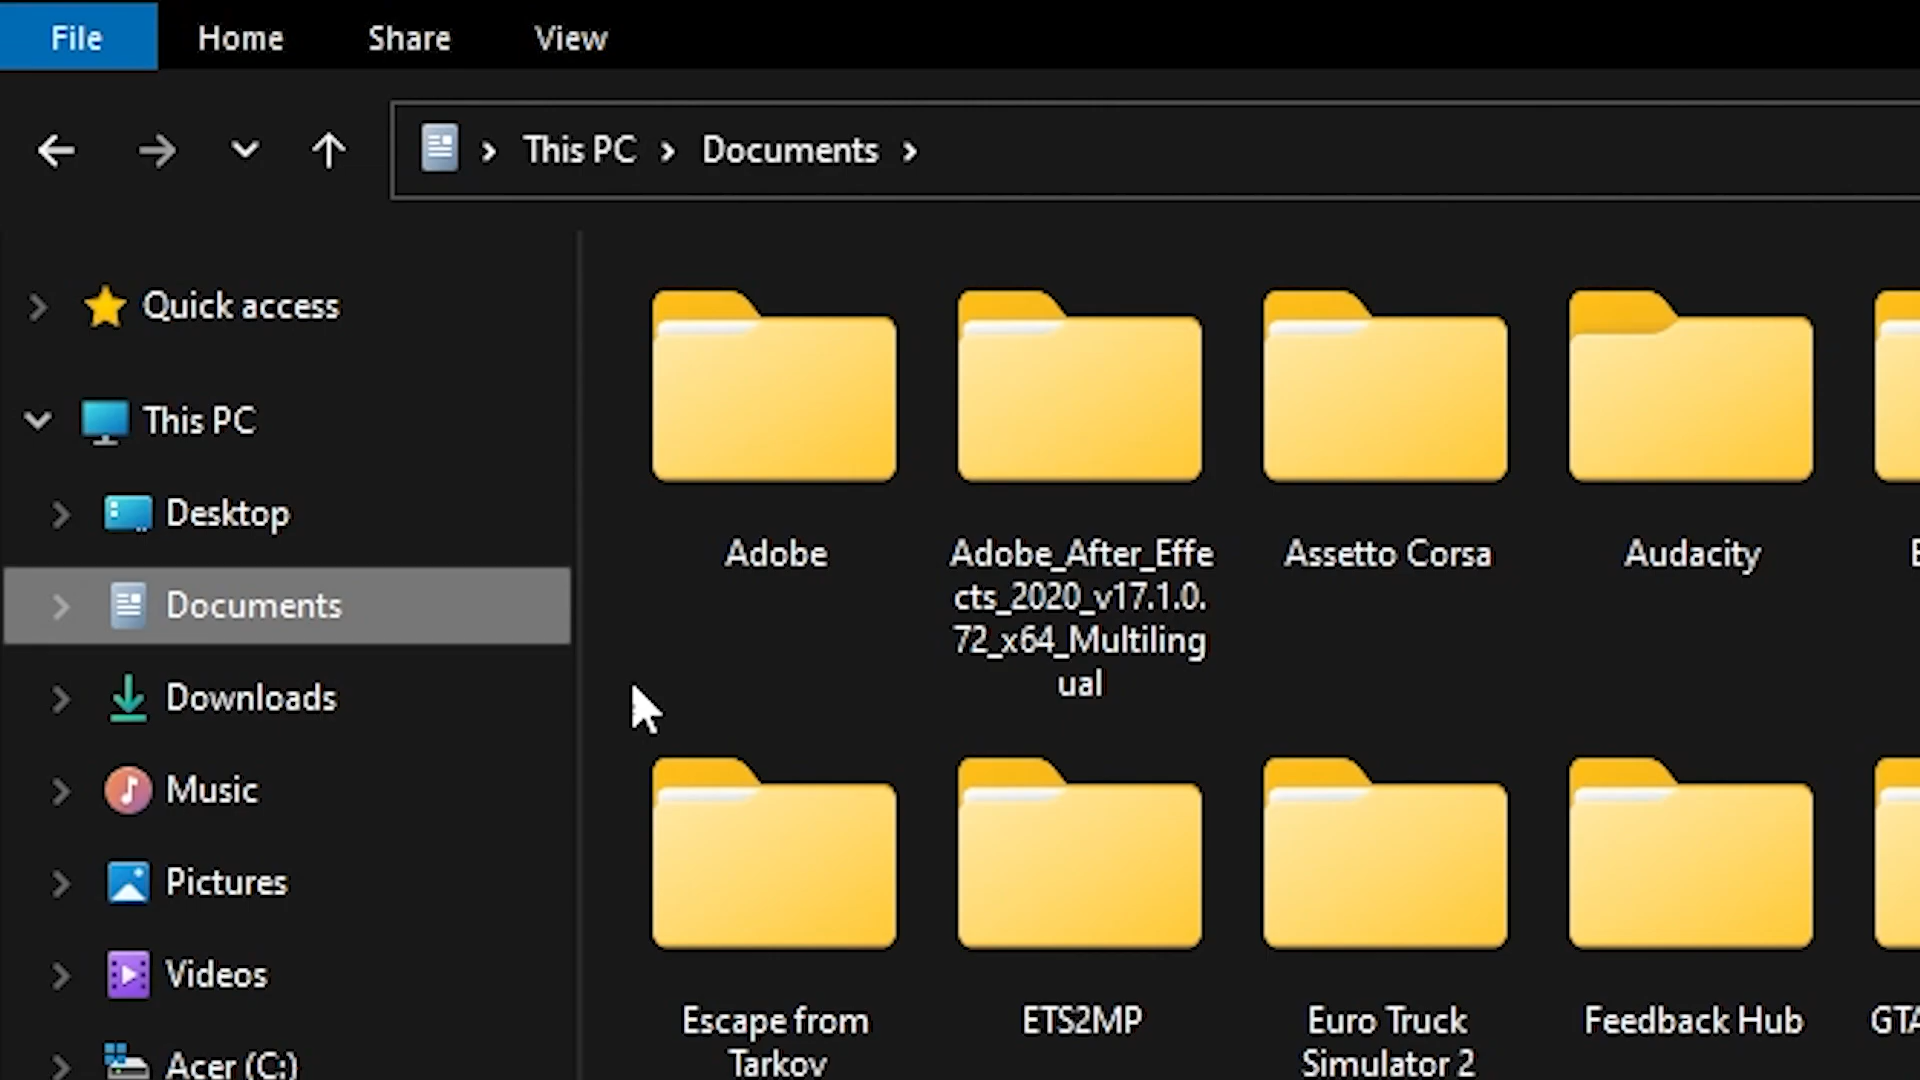 File Home Share View
This PC Documents
Quick access
This PC
Desktop
Documents
Downloads
Music
Pictures
Videos
Acer (C:)
Adobe
Adobe_After_Effe
cts_2020_v17.1.0.
72_x64_Multiling
ual
Assetto Corsa
Audacity
Escape from
Tarkov
ETS2MP
Euro Truck
Simulator 2
Feedback Hub